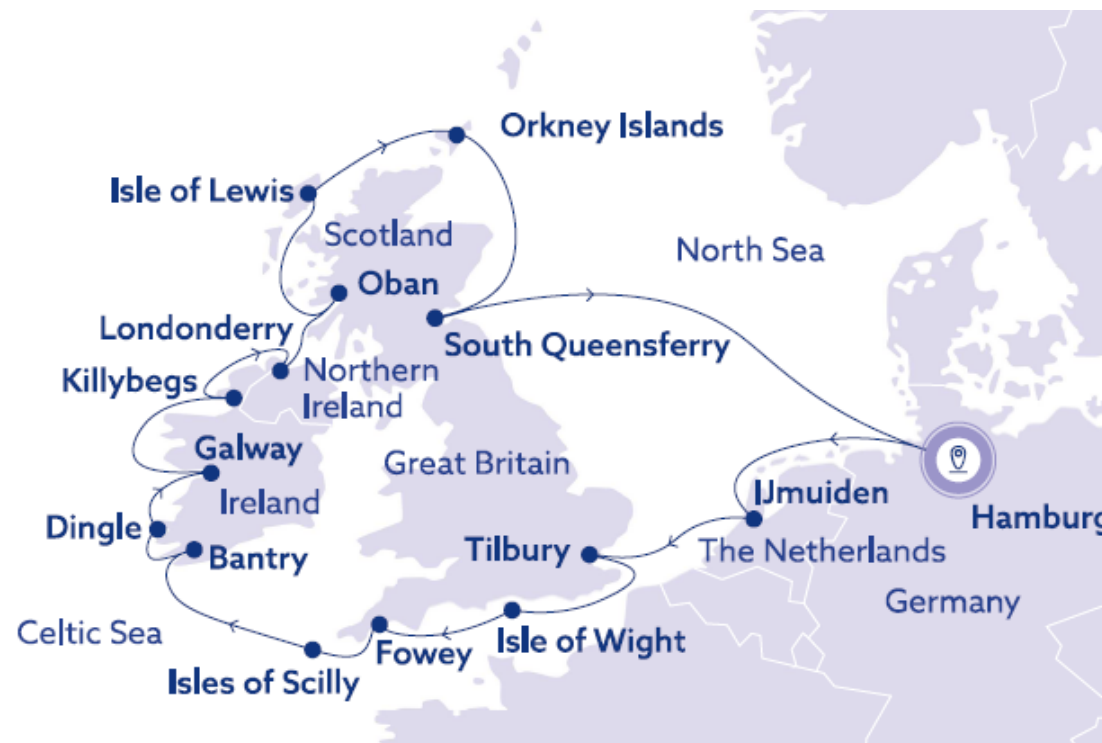 Orkney Islands
Isle of Lewis
Scotland
North Sea
Oban
Londonderry
South Queensferry
Killybegs
Northern
Ireland
Galway
Great Britain
Ireland
IJmuiden
Hamburg
Dingle
Bantry
Tilbury
The Netherlands
Germany
Celtic Sea
Isle of Wight
Fowey
Isles of Scilly